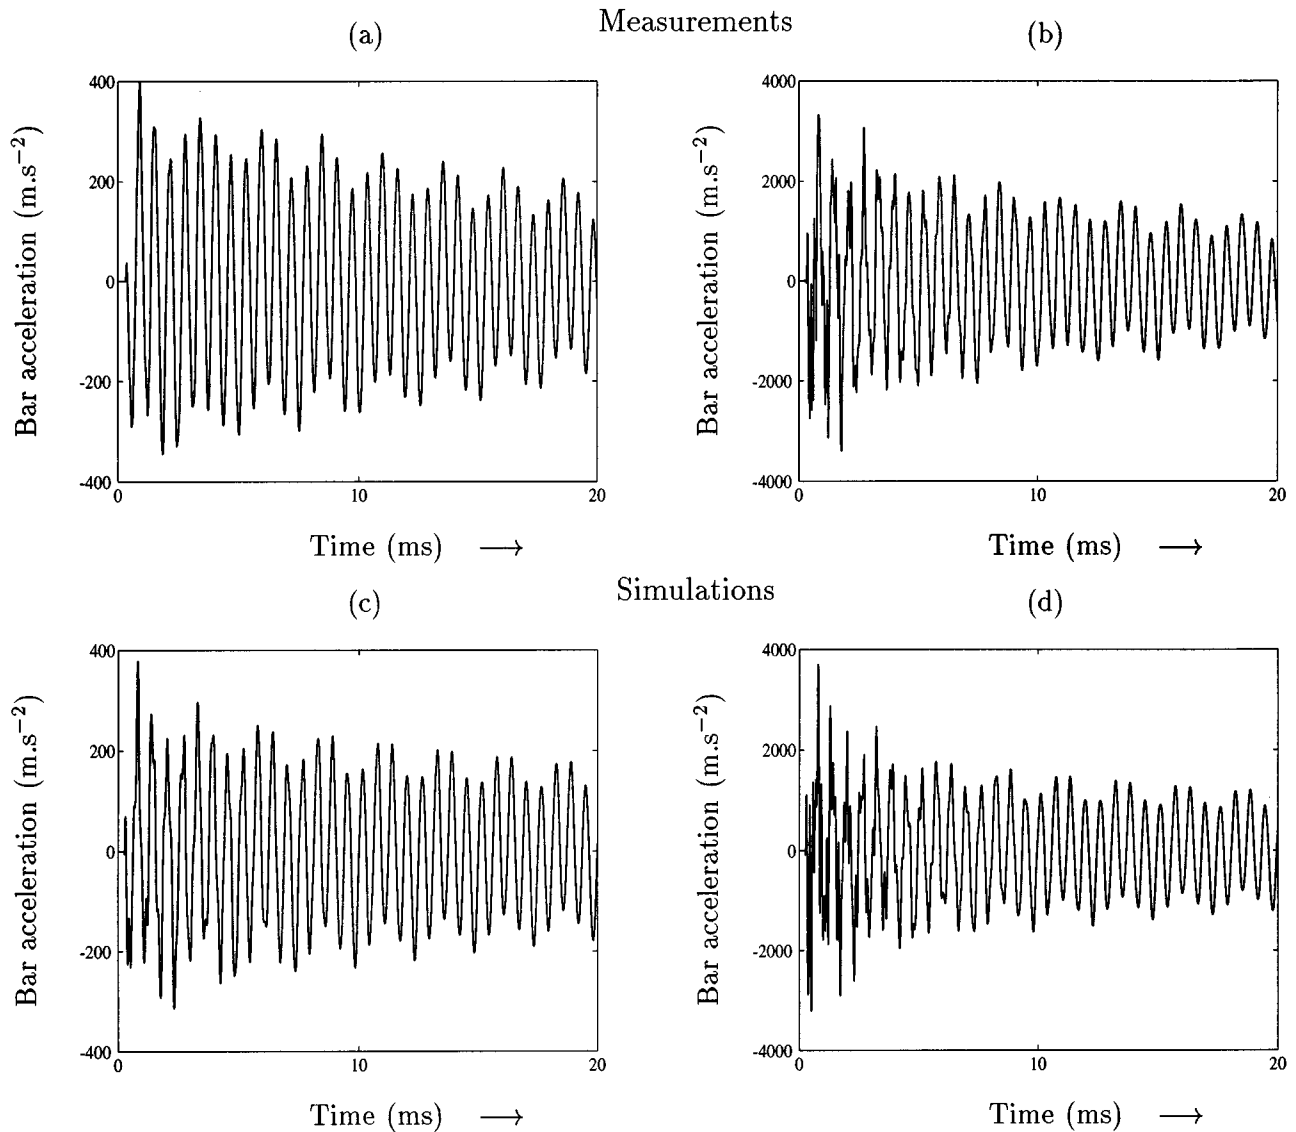 Measurements
(a)
(b)
400
200
0
-200
-400
0
10
20
Bar acceleration (m.s−2)
Time (ms) →
4000
2000
0
-2000
-4000
0
10
20
Bar acceleration (m.s−2)
Time (ms) →
Simulations
(c)
(d)
400
200
0
-200
-400
0
10
20
Bar acceleration (m.s−2)
Time (ms) →
4000
2000
0
-2000
-4000
0
10
20
Bar acceleration (m.s−2)
Time (ms) →